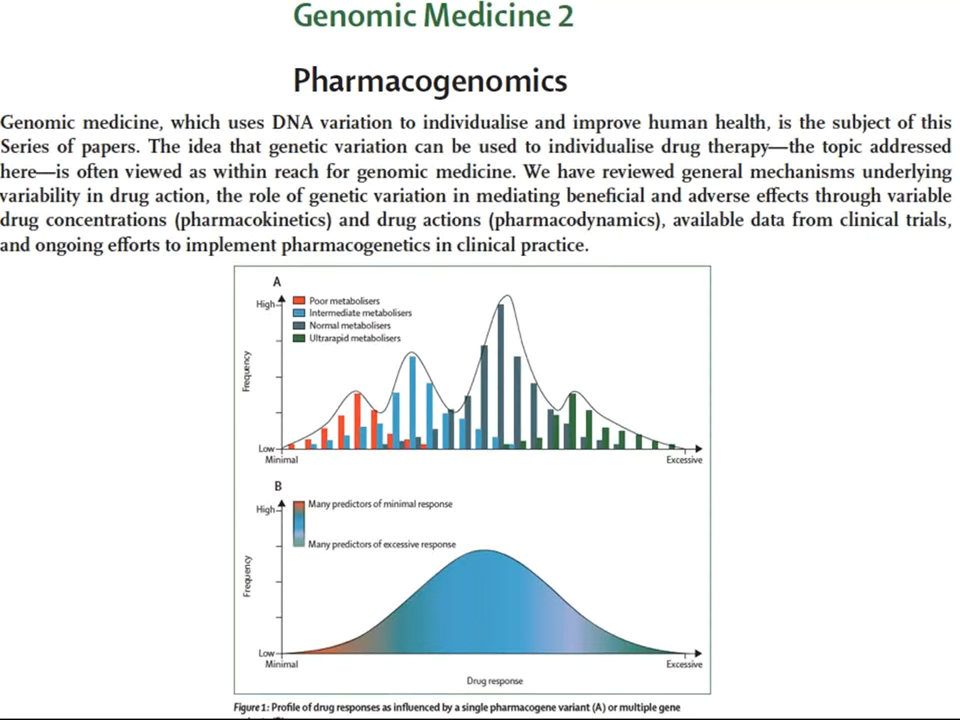 Genomic Medicine 2
Pharmacogenomics
Genomic medicine, which uses DNA variation to individualise and improve human health, is the subject of this
Series of papers. The idea that genetic variation can be used to individualise drug therapy—the topic addressed
here—is often viewed as within reach for genomic medicine. We have reviewed general mechanisms underlying
variability in drug action, the role of genetic variation in mediating beneficial and adverse effects through variable
drug concentrations (pharmacokinetics) and drug actions (pharmacodynamics), available data from clinical trials,
and ongoing efforts to implement pharmacogenetics in clinical practice.
A
High
Poor metabolisers
Intermediate metabolisers
Normal metabolisers
Ultrarapid metabolisers
Frequency
Low
Minimal
Excessive
B
High
Many predictors of minimal response
Many predictors of excessive response
Frequency
Low
Minimal
Excessive
Drug response
Figure 1: Profile of drug responses as influenced by a single pharmacogene variant (A) or multiple gene